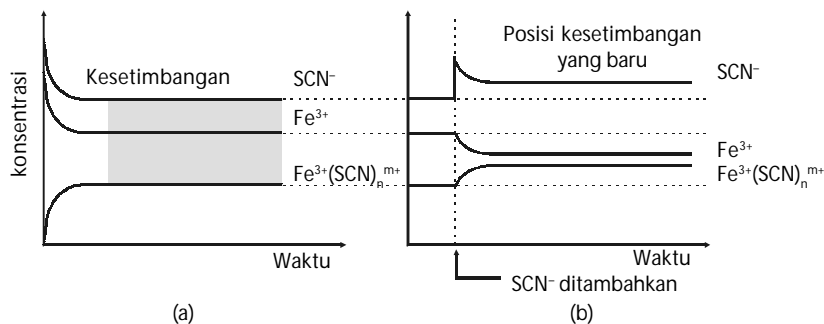 konsentrasi
Kesetimbangan
SCN⁻
Fe³⁺
Fe³⁺(SCN)ₙᵐ⁺
Waktu
(a)
Posisi kesetimbangan
yang baru
SCN⁻
Fe³⁺
Fe³⁺(SCN)ₙᵐ⁺
Waktu
SCN⁻ ditambahkan
(b)